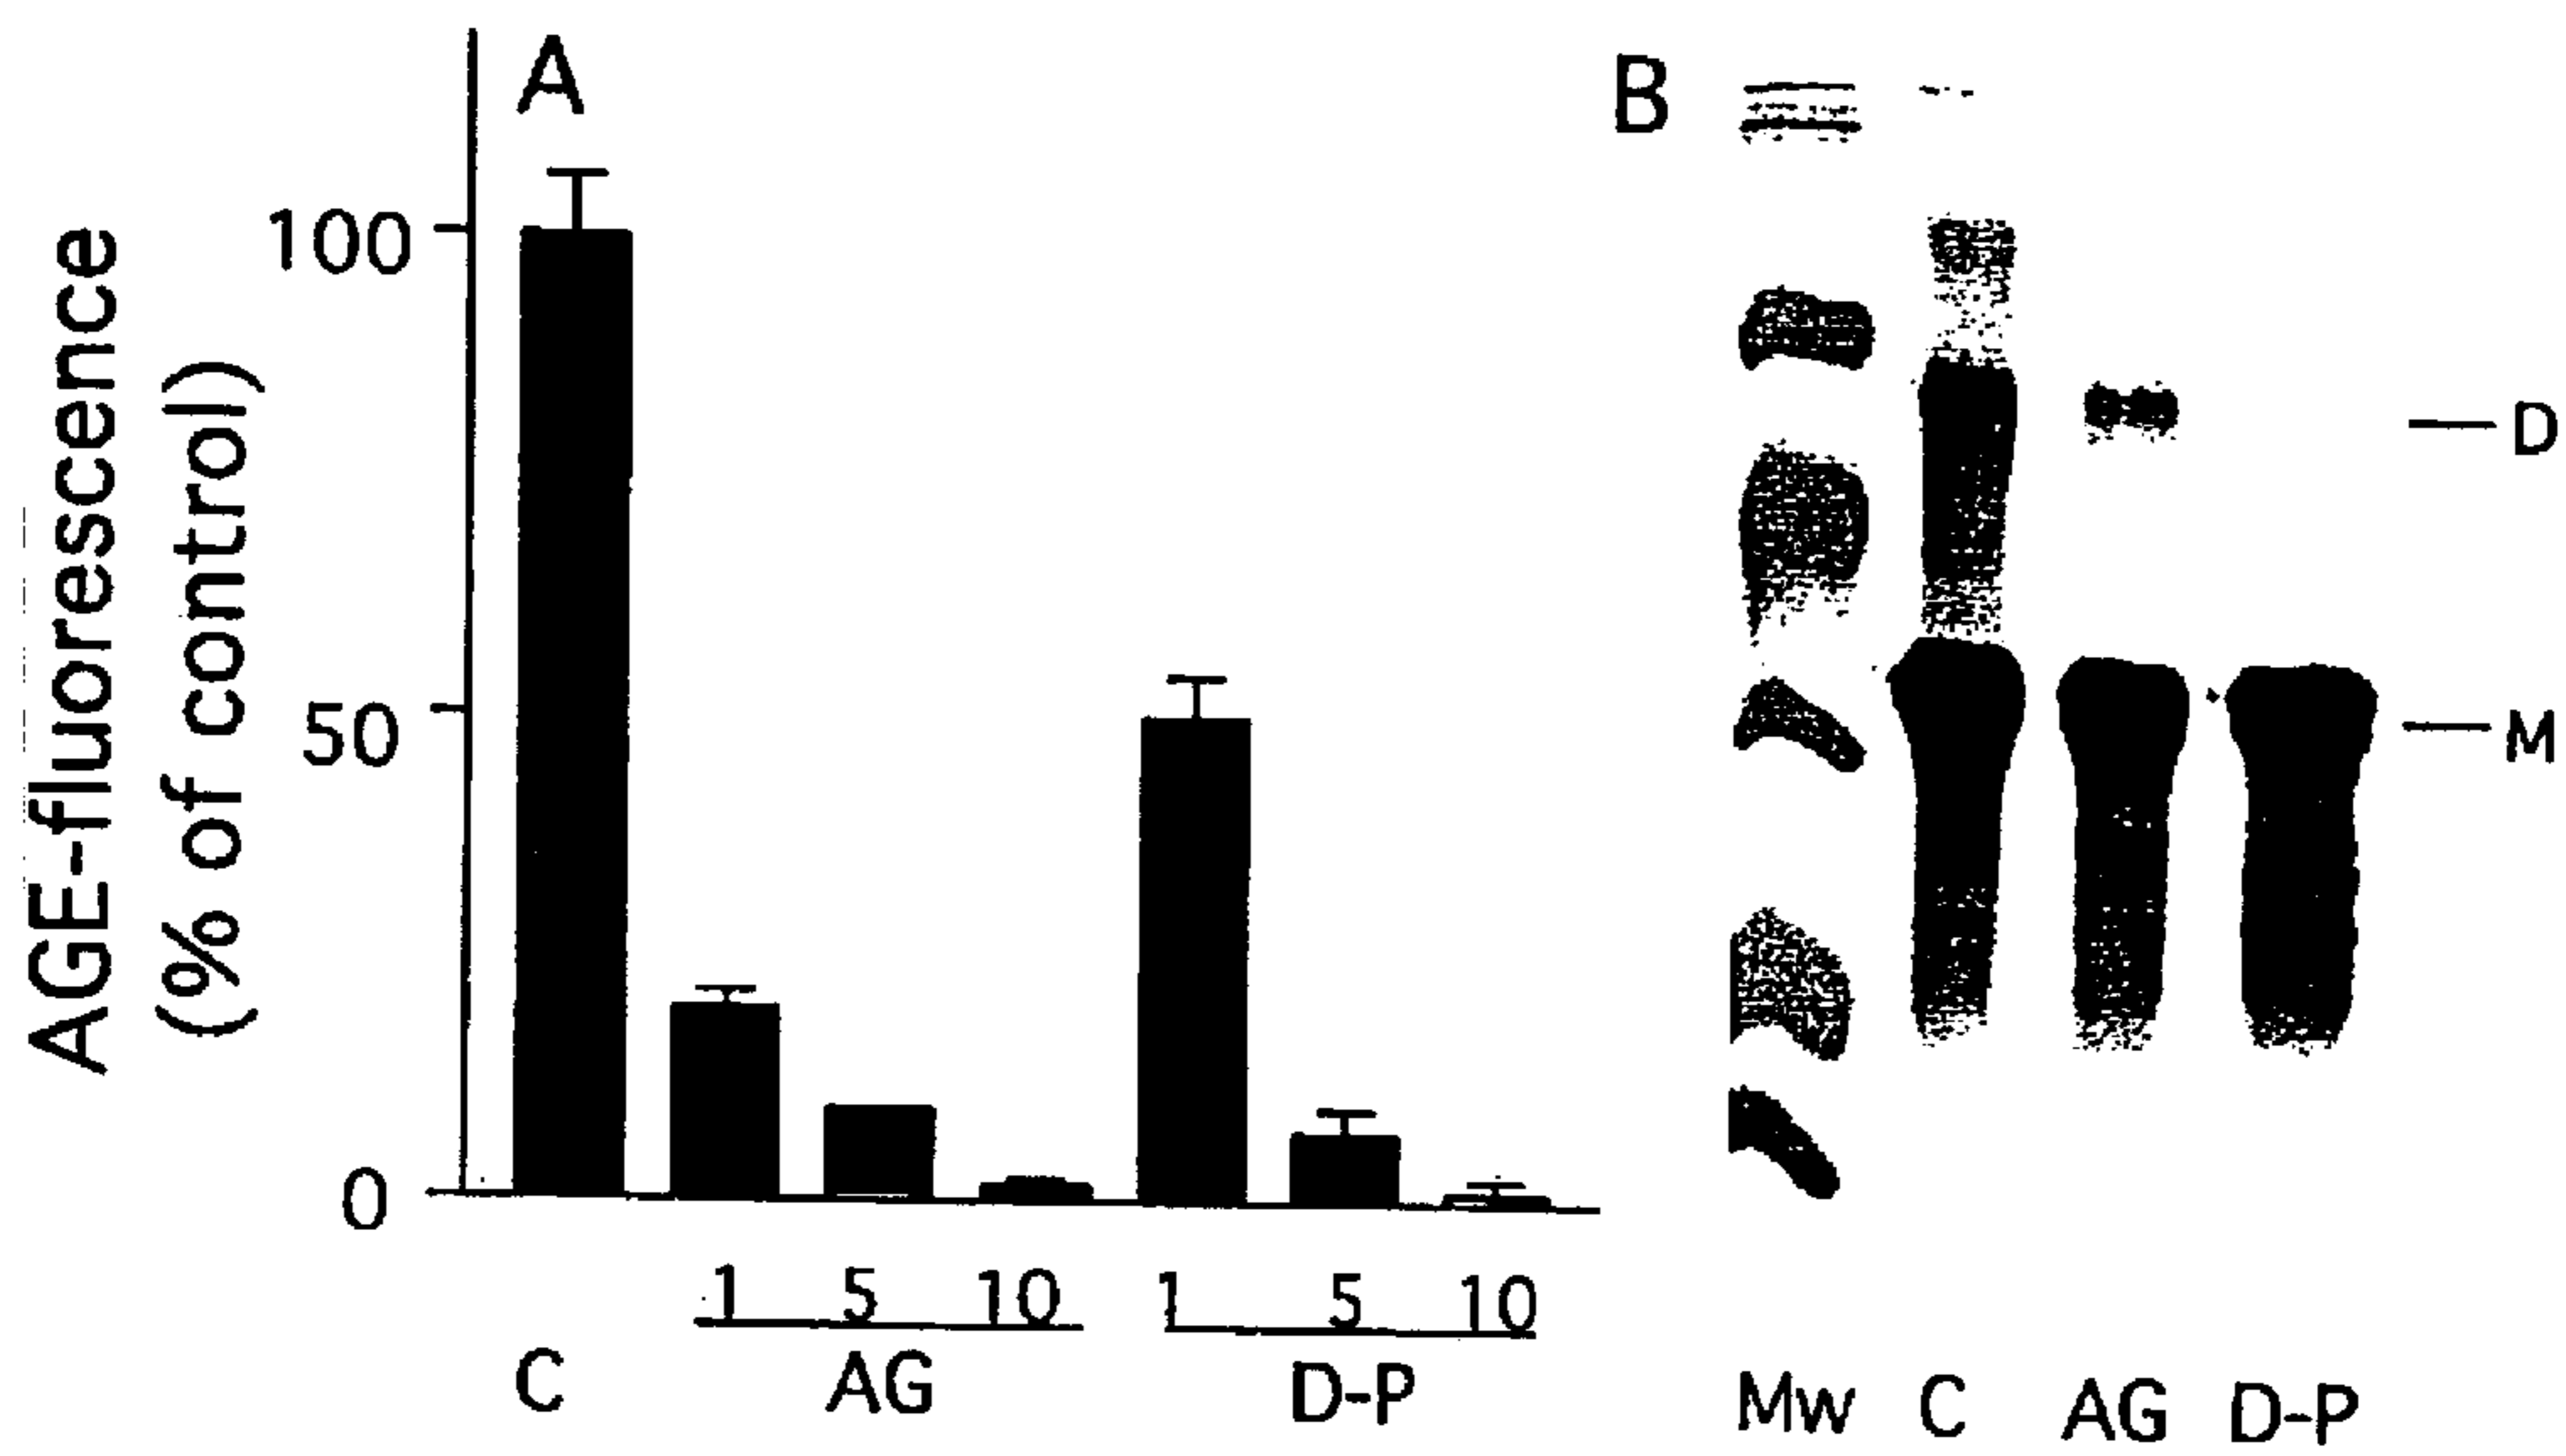 A
AGE-fluorescence
(% of control)
100
50
0
1 5 10 1 5 10
C AG D-P
B
D
M
Mw C AG D-P